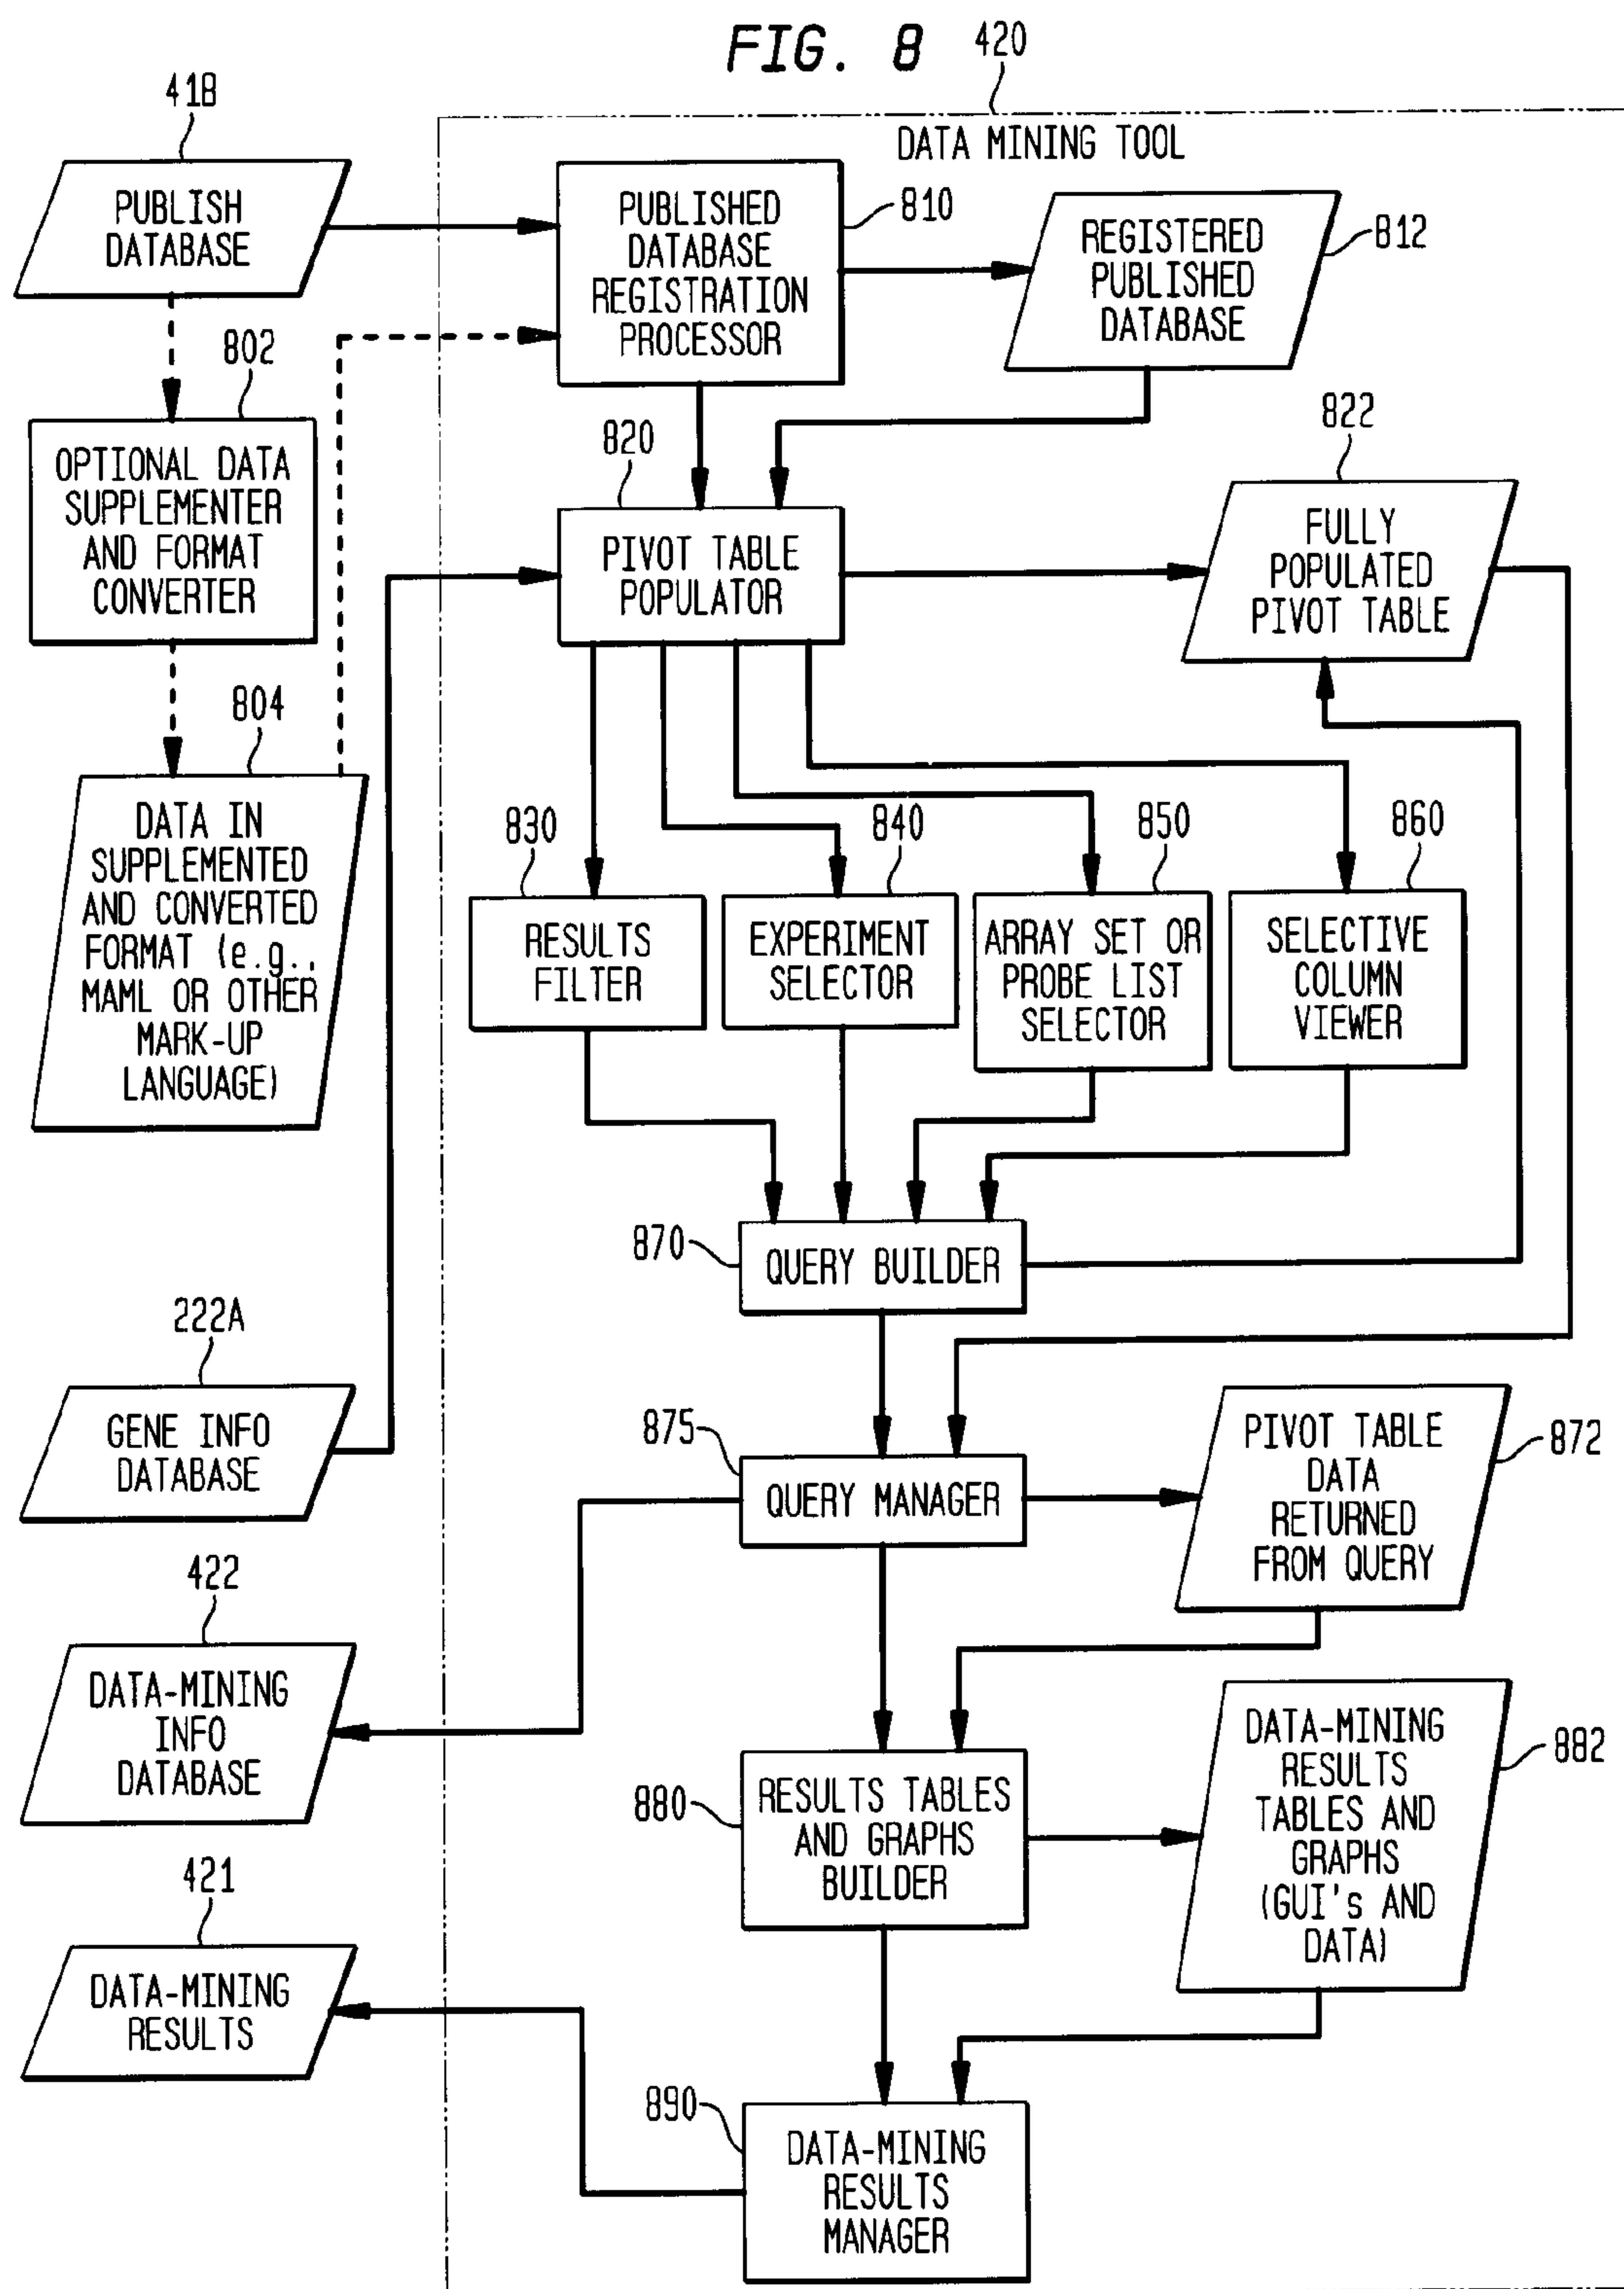 FIG. 8
420
418
DATA MINING TOOL
PUBLISH
DATABASE
PUBLISHED
DATABASE
REGISTRATION
PROCESSOR
810
REGISTERED
PUBLISHED
DATABASE
812
802
OPTIONAL DATA
SUPPLEMENTER
AND FORMAT
CONVERTER
820
PIVOT TABLE
POPULATOR
822
FULLY
POPULATED
PIVOT TABLE
804
DATA IN
SUPPLEMENTED
AND CONVERTED
FORMAT (e.g.,
MAML OR OTHER
MARK-UP
LANGUAGE)
830
RESULTS
FILTER
840
EXPERIMENT
SELECTOR
850
ARRAY SET OR
PROBE LIST
SELECTOR
860
SELECTIVE
COLUMN
VIEWER
870
QUERY BUILDER
222A
GENE INFO
DATABASE
875
QUERY MANAGER
PIVOT TABLE
DATA
RETURNED
FROM QUERY
872
422
DATA-MINING
INFO
DATABASE
880
RESULTS TABLES
AND GRAPHS
BUILDER
DATA-MINING
RESULTS
TABLES AND
GRAPHS
(GUI's AND
DATA)
882
421
DATA-MINING
RESULTS
890
DATA-MINING
RESULTS
MANAGER